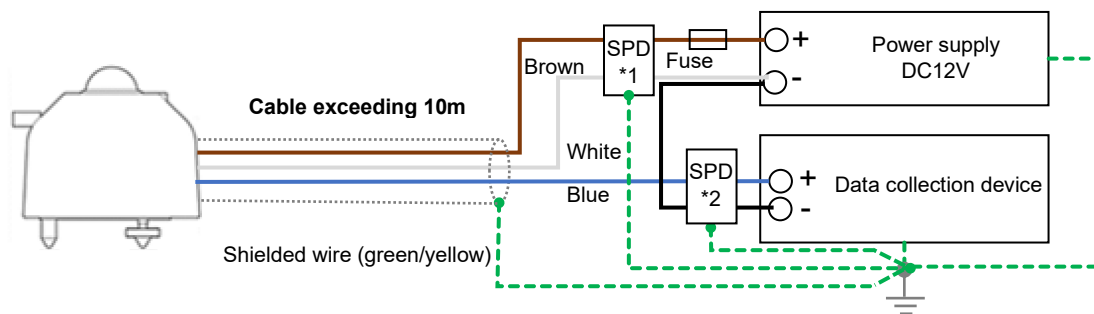 SPD
*1
+
Fuse
-
Power supply
DC12V
Brown
Cable exceeding 10m
White
SPD
*2
+
-
Data collection device
Blue
Shielded wire (green/yellow)